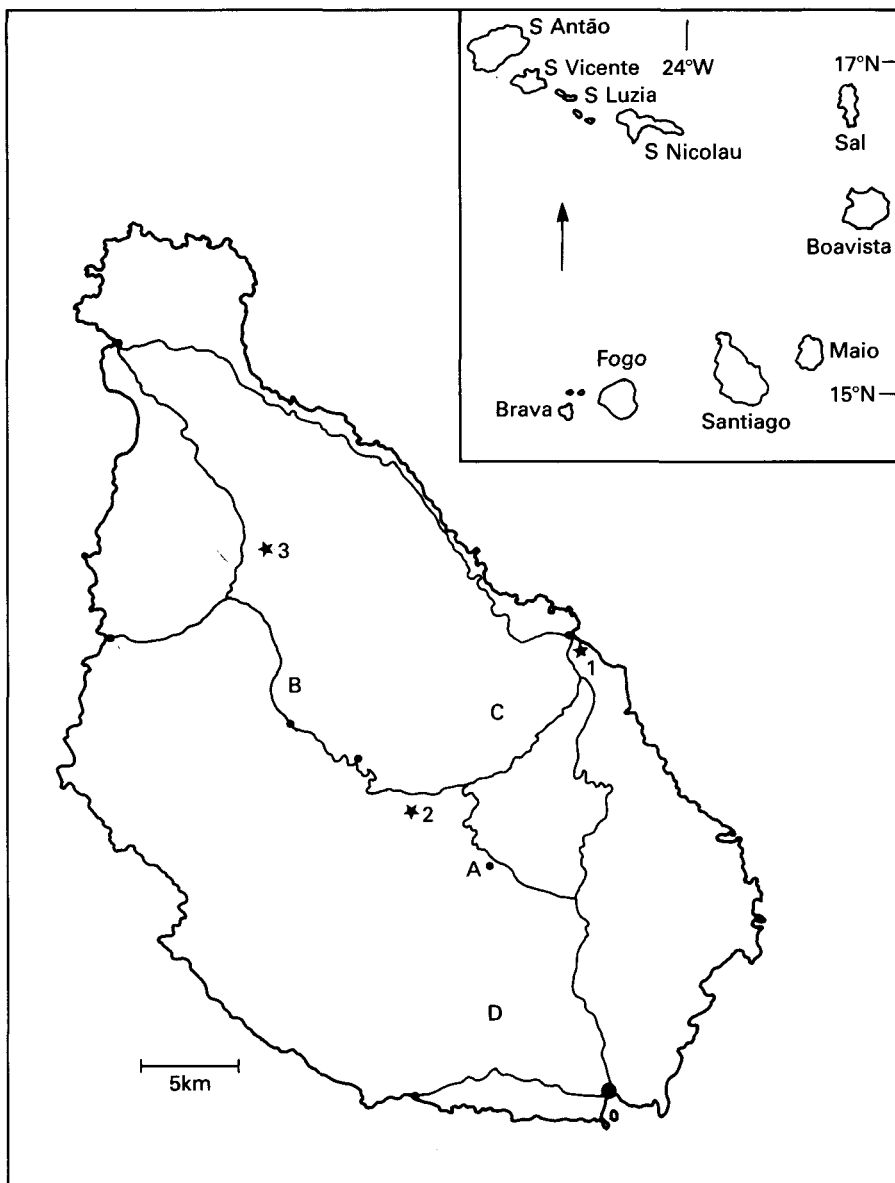 S Antão
S Vicente
24°W
17°N
S Luzia
S Nicolau
Sal
Boavista
Fogo
Maio
Brava
Santiago
15°N
3
1
B
C
2
A
D
5km